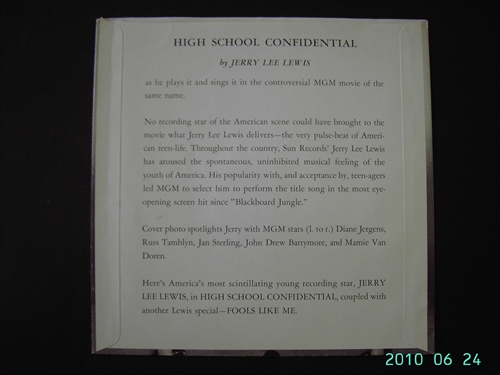 HIGH SCHOOL CONFIDENTIAL
by JERRY LEE LEWIS
as he plays it and sings it in the controversial MGM movie of the
same name.
No recording star of the American scene could have brought to the
movie what Jerry Lee Lewis delivers—the very pulse-beat of Ameri-
can teen-life. Throughout the country, Sun Records' Jerry Lee Lewis
has aroused the spontaneous, uninhibited musical feeling of the
youth of America. His popularity with, and acceptance by, teen-agers
led MGM to select him to perform the title song in the most eye-
opening screen hit since "Blackboard Jungle."
Cover photo spotlights Jerry with MGM stars (l. to r.) Diane Jergens,
Russ Tamblyn, Jan Sterling, John Drew Barrymore, and Mamie Van
Doren.
Here's America's most scintillating young recording star, JERRY
LEE LEWIS, in HIGH SCHOOL CONFIDENTIAL, coupled with
another Lewis special—FOOLS LIKE ME.
2010 06 24